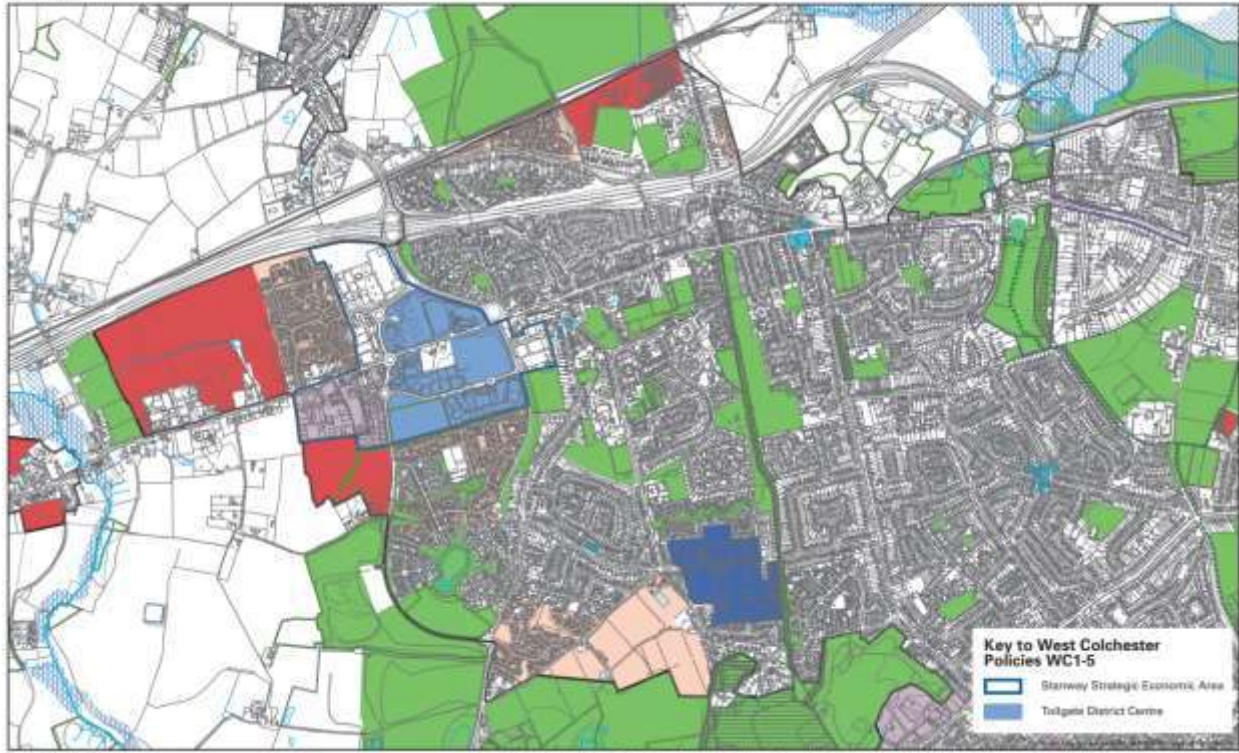 Key to West Colchester
Policies WC1-5
Stanway Strategic Economic Area
Tollgate District Centre